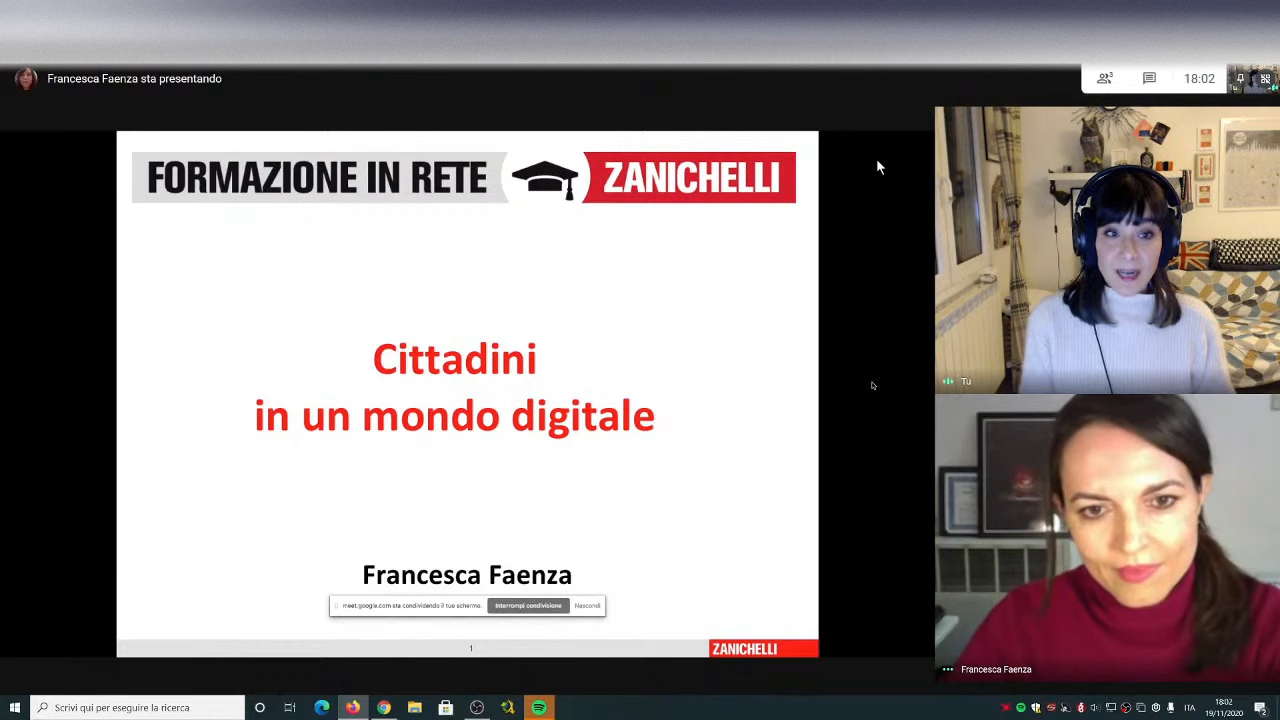 Francesca Faenza sta presentando
3
18:02
Tu
FORMAZIONE IN RETE
ZANICHELLI
Cittadini
in un mondo digitale
Francesca Faenza
meet.google.com sta condividendo il tuo schermo.
Interrompi condivisione
Nascondi
1
ZANICHELLI
Tu
Francesca Faenza
Scrivi qui per eseguire la ricerca
ITA
18:02
19/11/2020